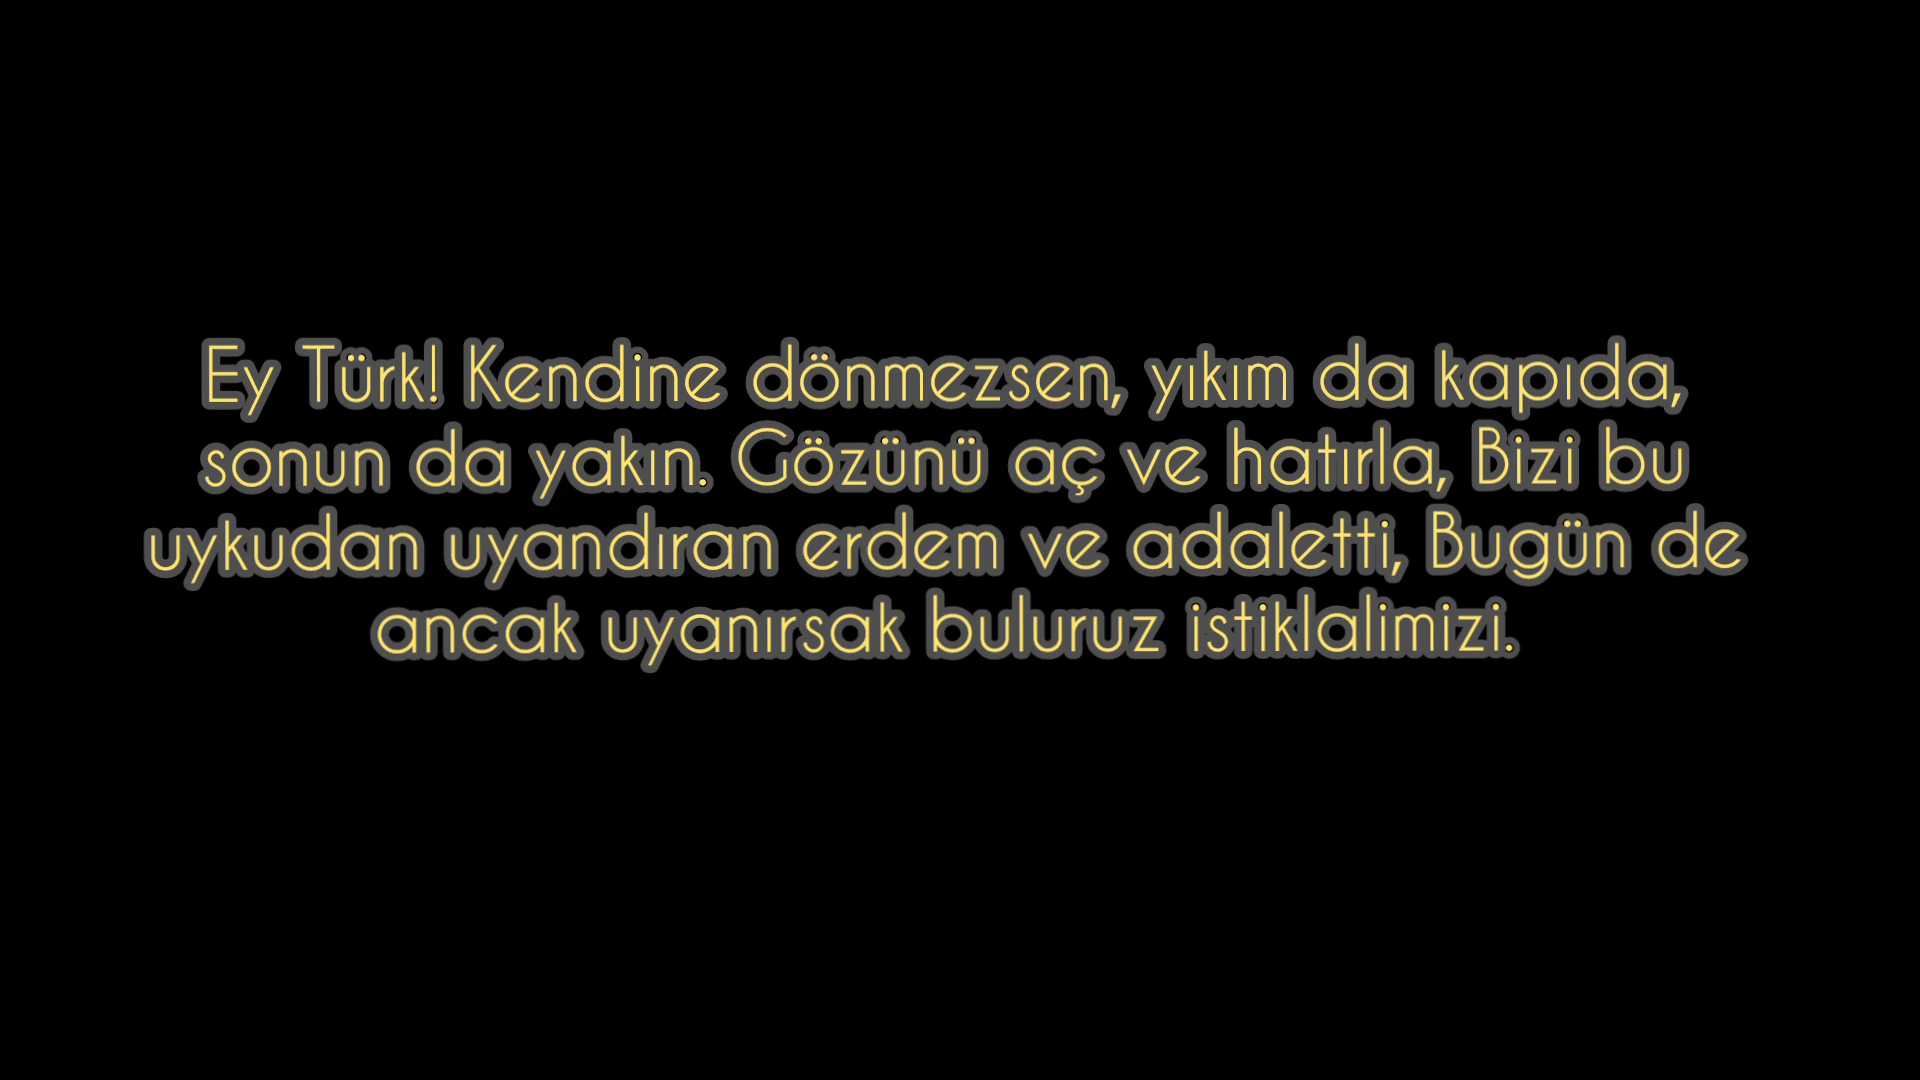 Ey Türk! Kendine dönmezsen, yıkım da kapıda,
sonun da yakın. Gözünü aç ve hatırla, Bizi bu
uykudan uyandıran erdem ve adaletti, Bugün de
ancak uyanırsak buluruz istiklalimizi.